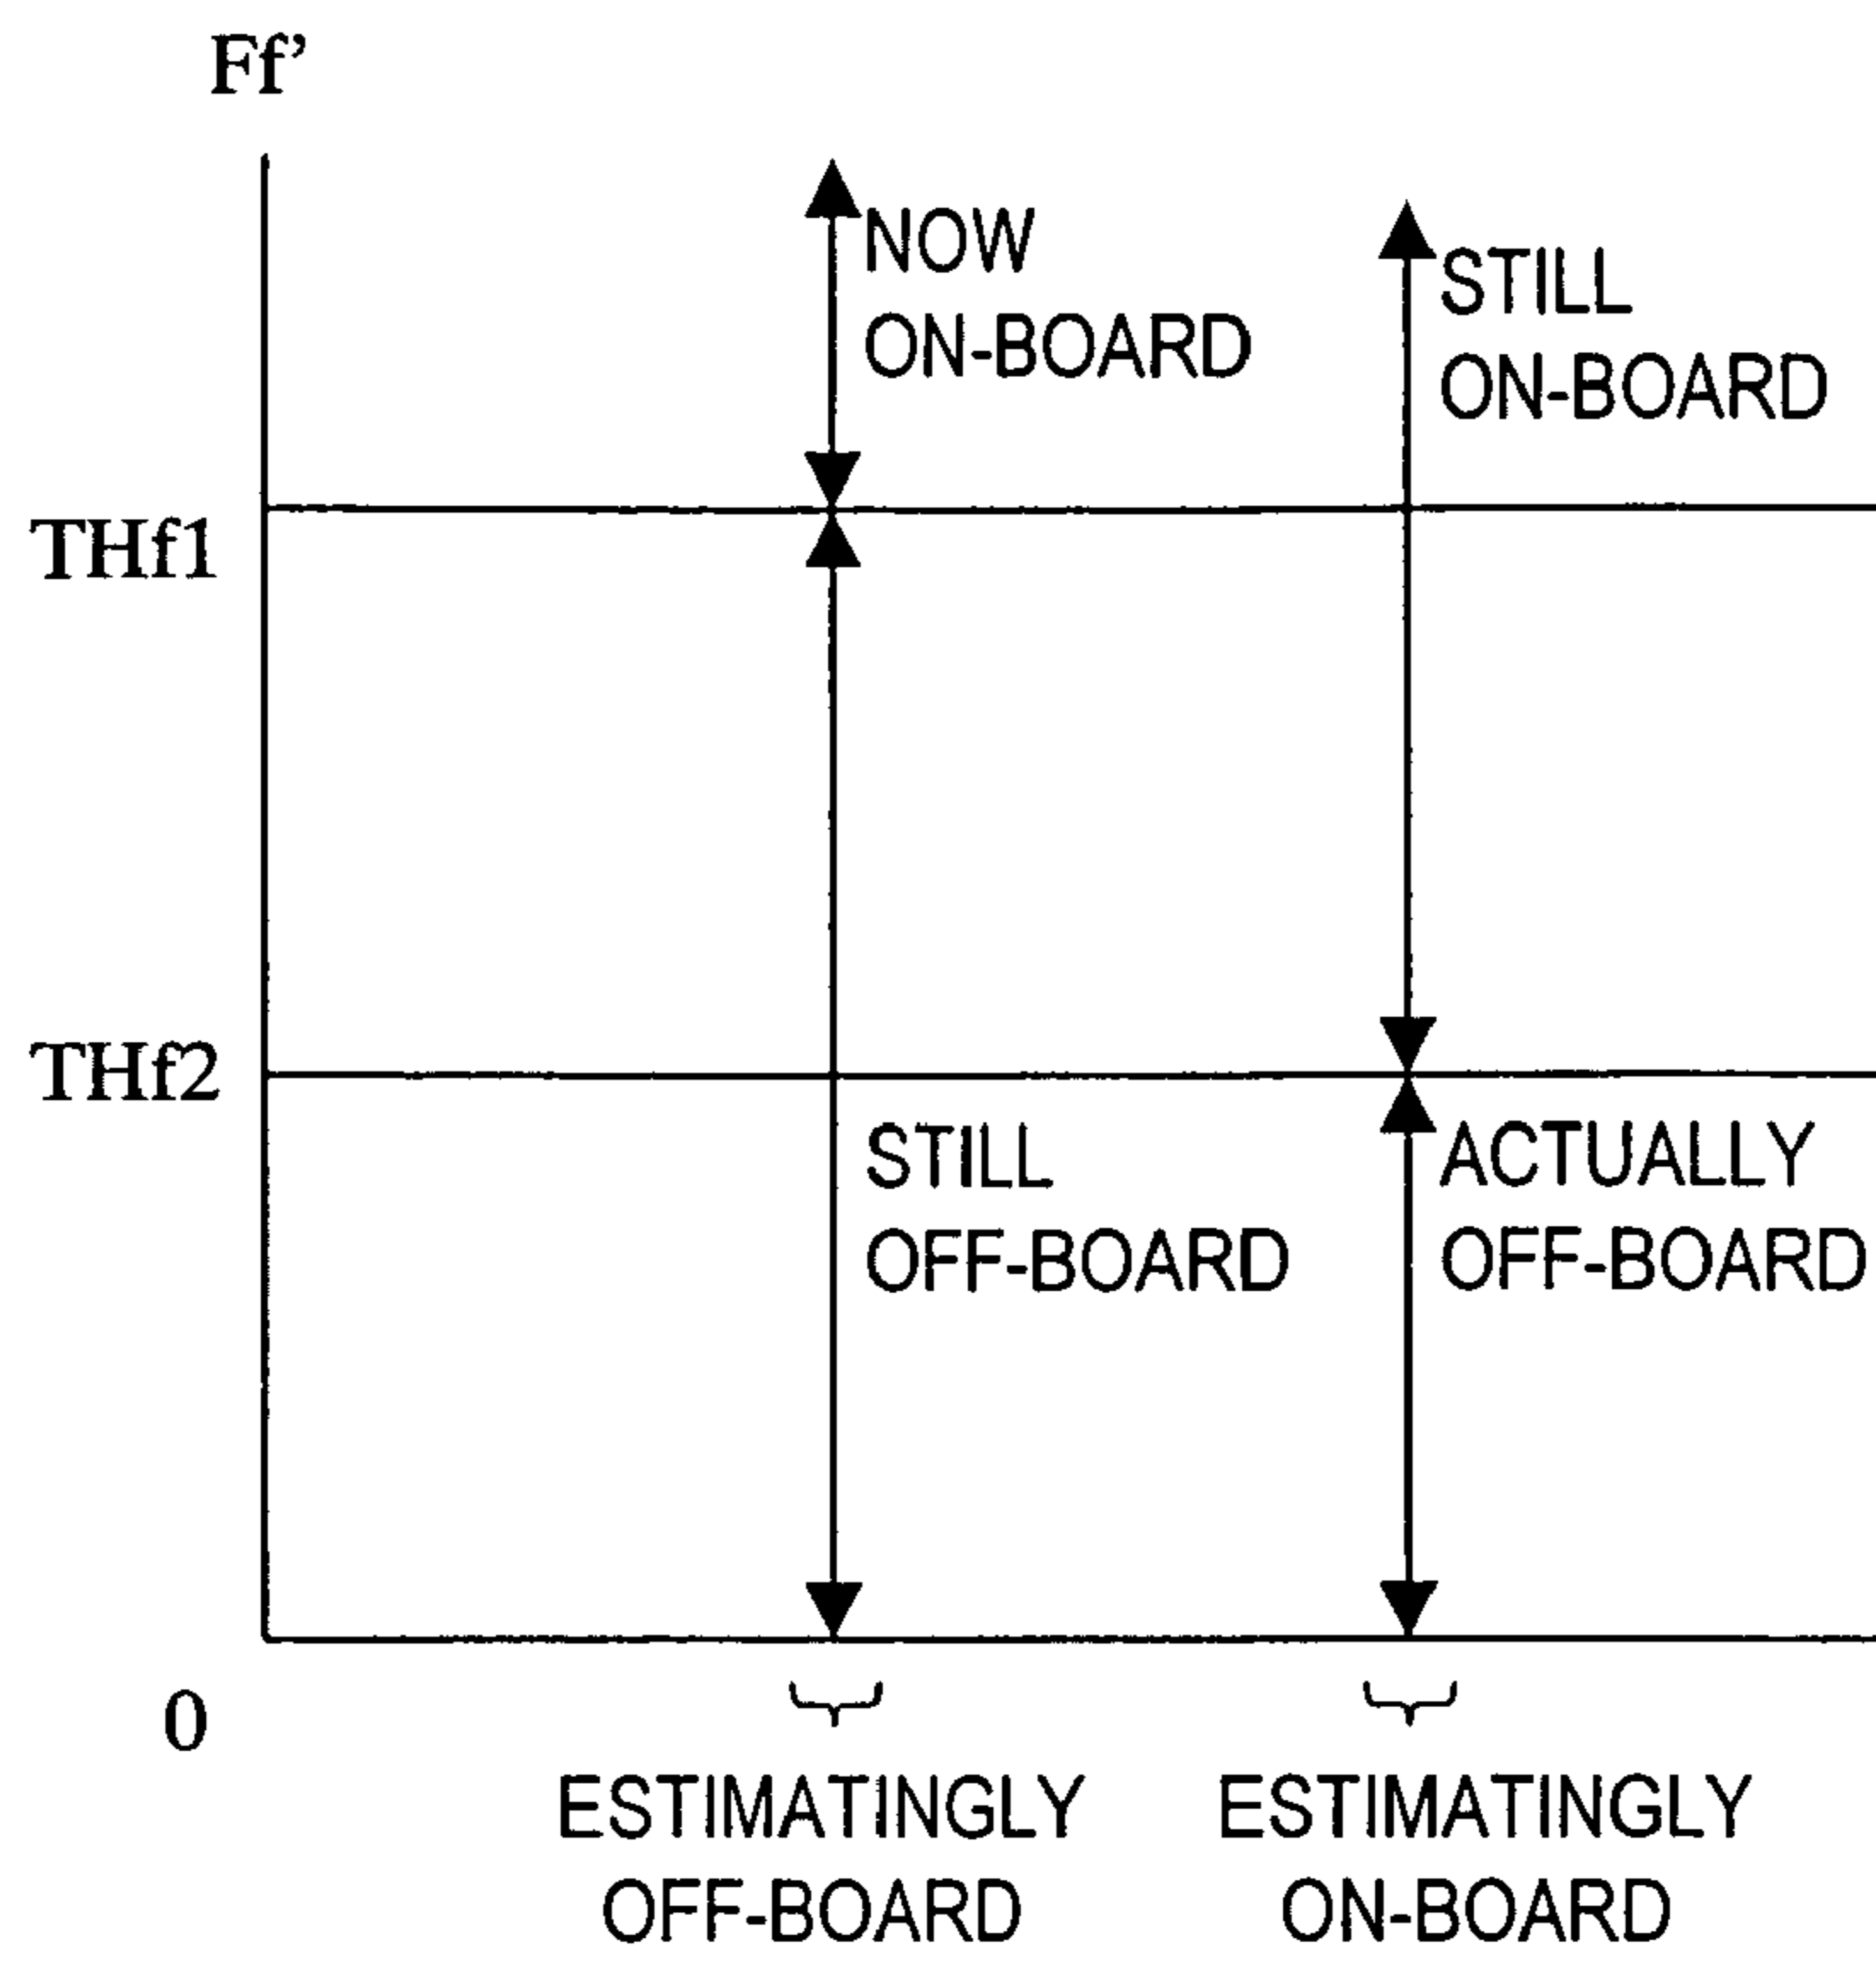 Ff’
NOW
ON-BOARD
STILL
ON-BOARD
THf1
THf2
STILL
OFF-BOARD
ACTUALLY
OFF-BOARD
0
ESTIMATINGLY
OFF-BOARD
ESTIMATINGLY
ON-BOARD